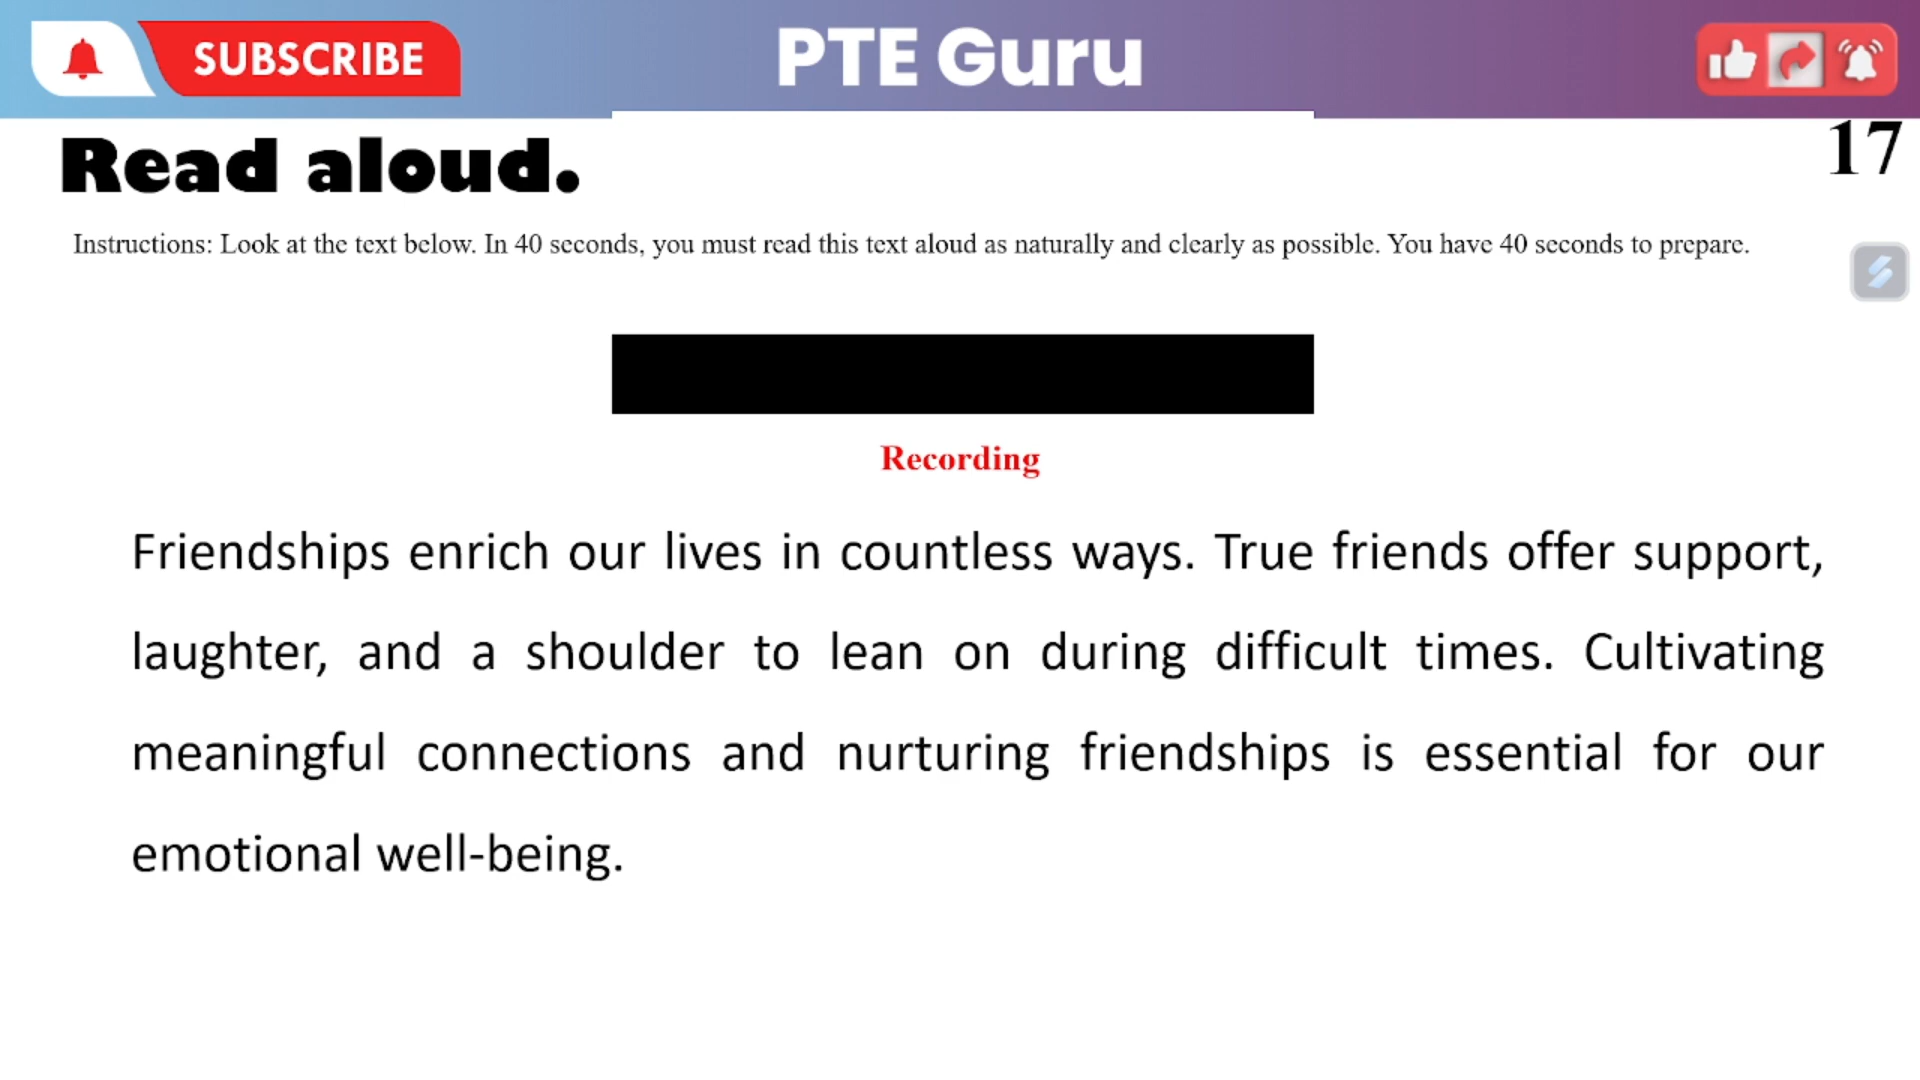 SUBSCRIBE
PTE Guru
Read aloud.
17
Instructions: Look at the text below. In 40 seconds, you must read this text aloud as naturally and clearly as possible. You have 40 seconds to prepare.
Recording
Friendships enrich our lives in countless ways. True friends offer support,
laughter, and a shoulder to lean on during difficult times. Cultivating
meaningful connections and nurturing friendships is essential for our
emotional well-being.